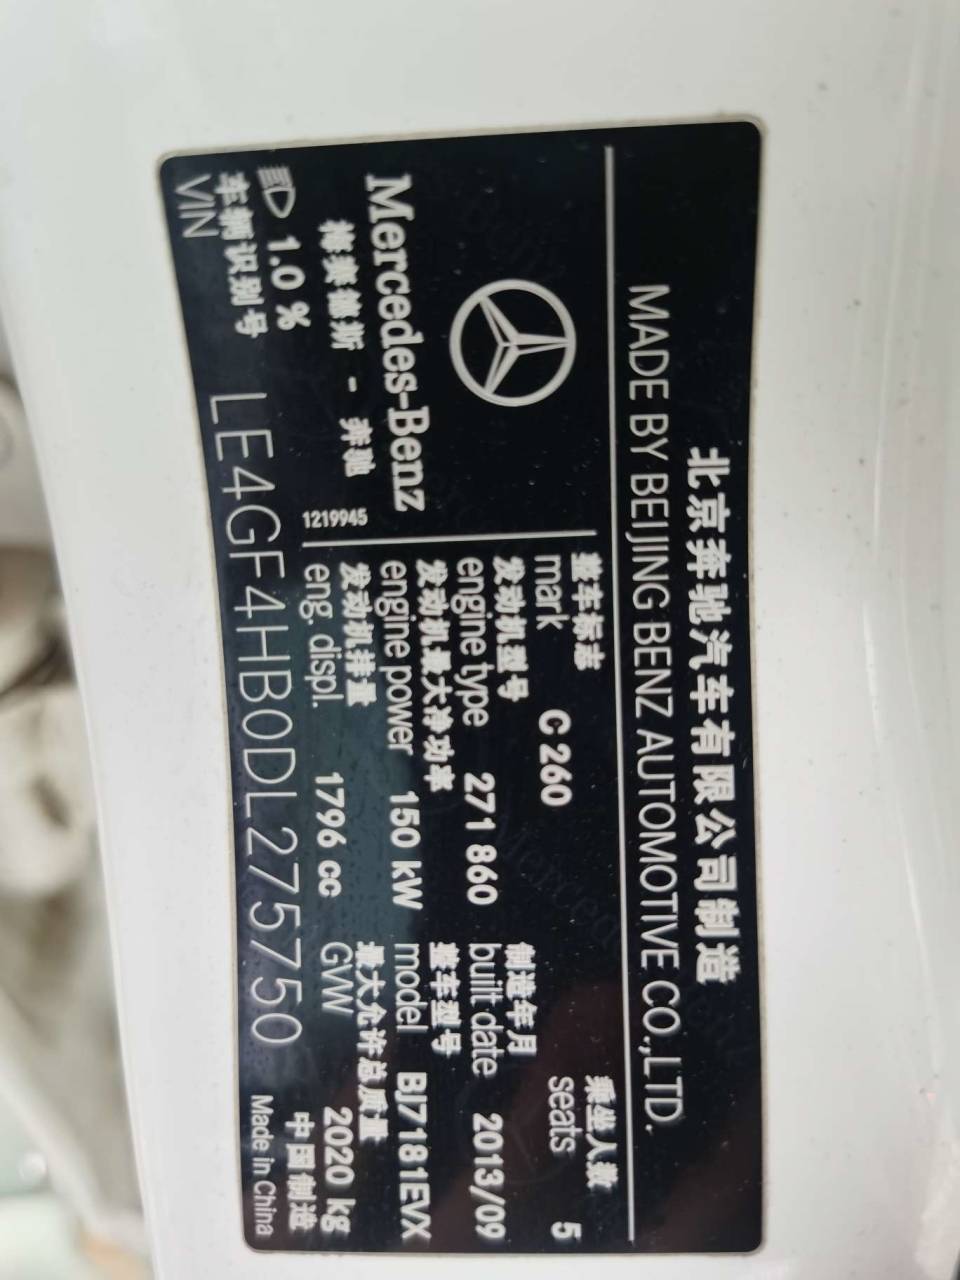 北京奔驰汽车有限公司制造
MADE BY BEIJING BENZ AUTOMOTIVE CO.,LTD.
Mercedes-Benz
梅赛德斯 - 奔驰
1.0 %
1219945
整车标志
mark C 260
乘坐人数
seats 5
发动机型号
engine type 271 860
制造年月
built date 2013/09
发动机最大净功率
engine power 150 kW
整车型号
model BJ7181EVX
发动机排量
eng. displ. 1796 cc
最大允许总质量
GVW 2020 kg
车辆识别号
VIN LE4GF4HB0DL275750
中国制造
Made in China